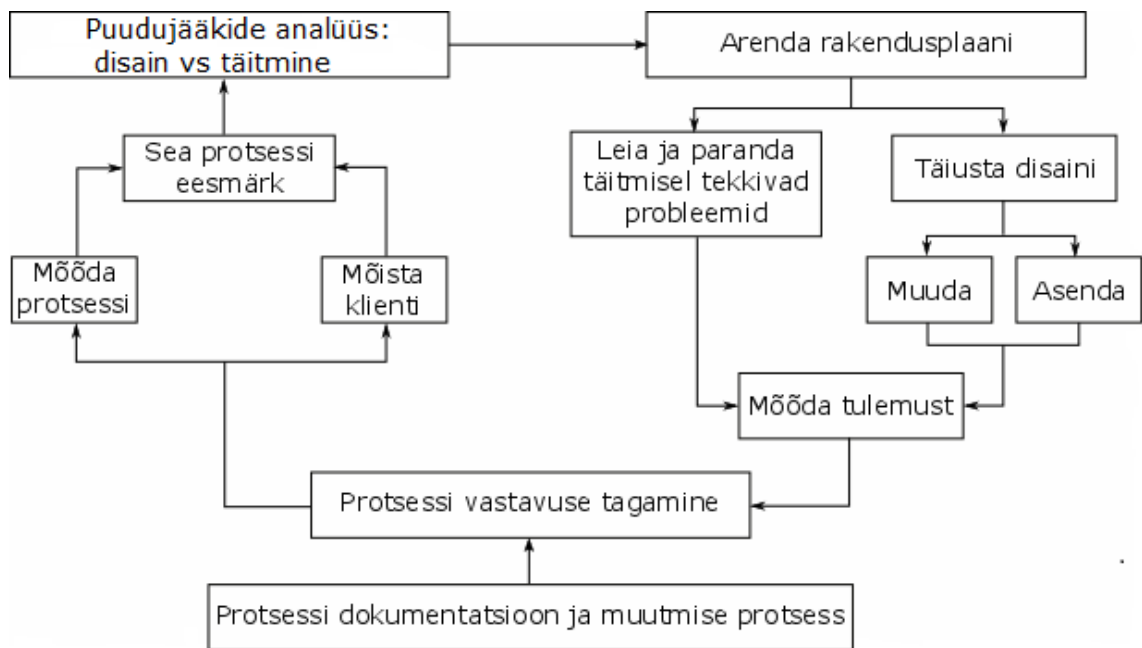 Puudujääkide analüüs:
disain vs täitmine
Arenda rakendusplaani
Sea protsessi
eesmärk
Leia ja paranda
täitmisel tekkivad
probleemid
Täiusta disaini
Mõõda
protsessi
Mõista
klienti
Muuda
Asenda
Mõõda tulemust
Protsessi vastavuse tagamine
Protsessi dokumentatsioon ja muutmise protsess